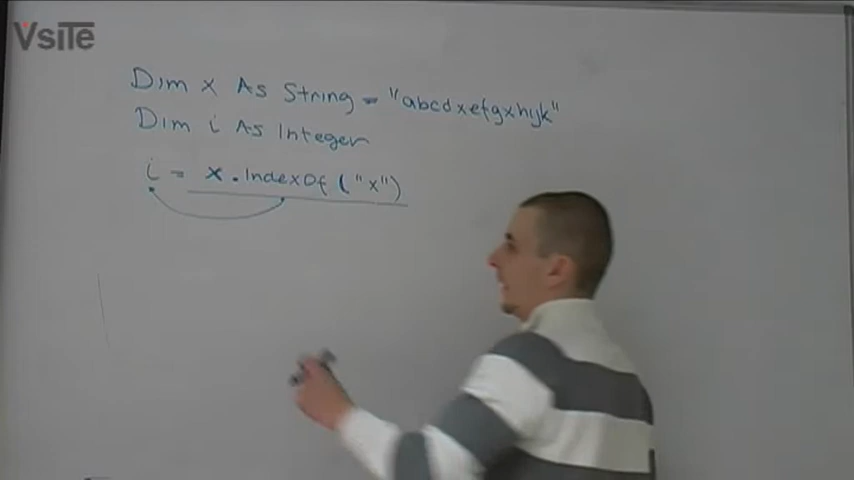 VsiTe
Dim x As String = "abcdxefgxhijk"
Dim i As Integer
i = x.IndexOf("x")